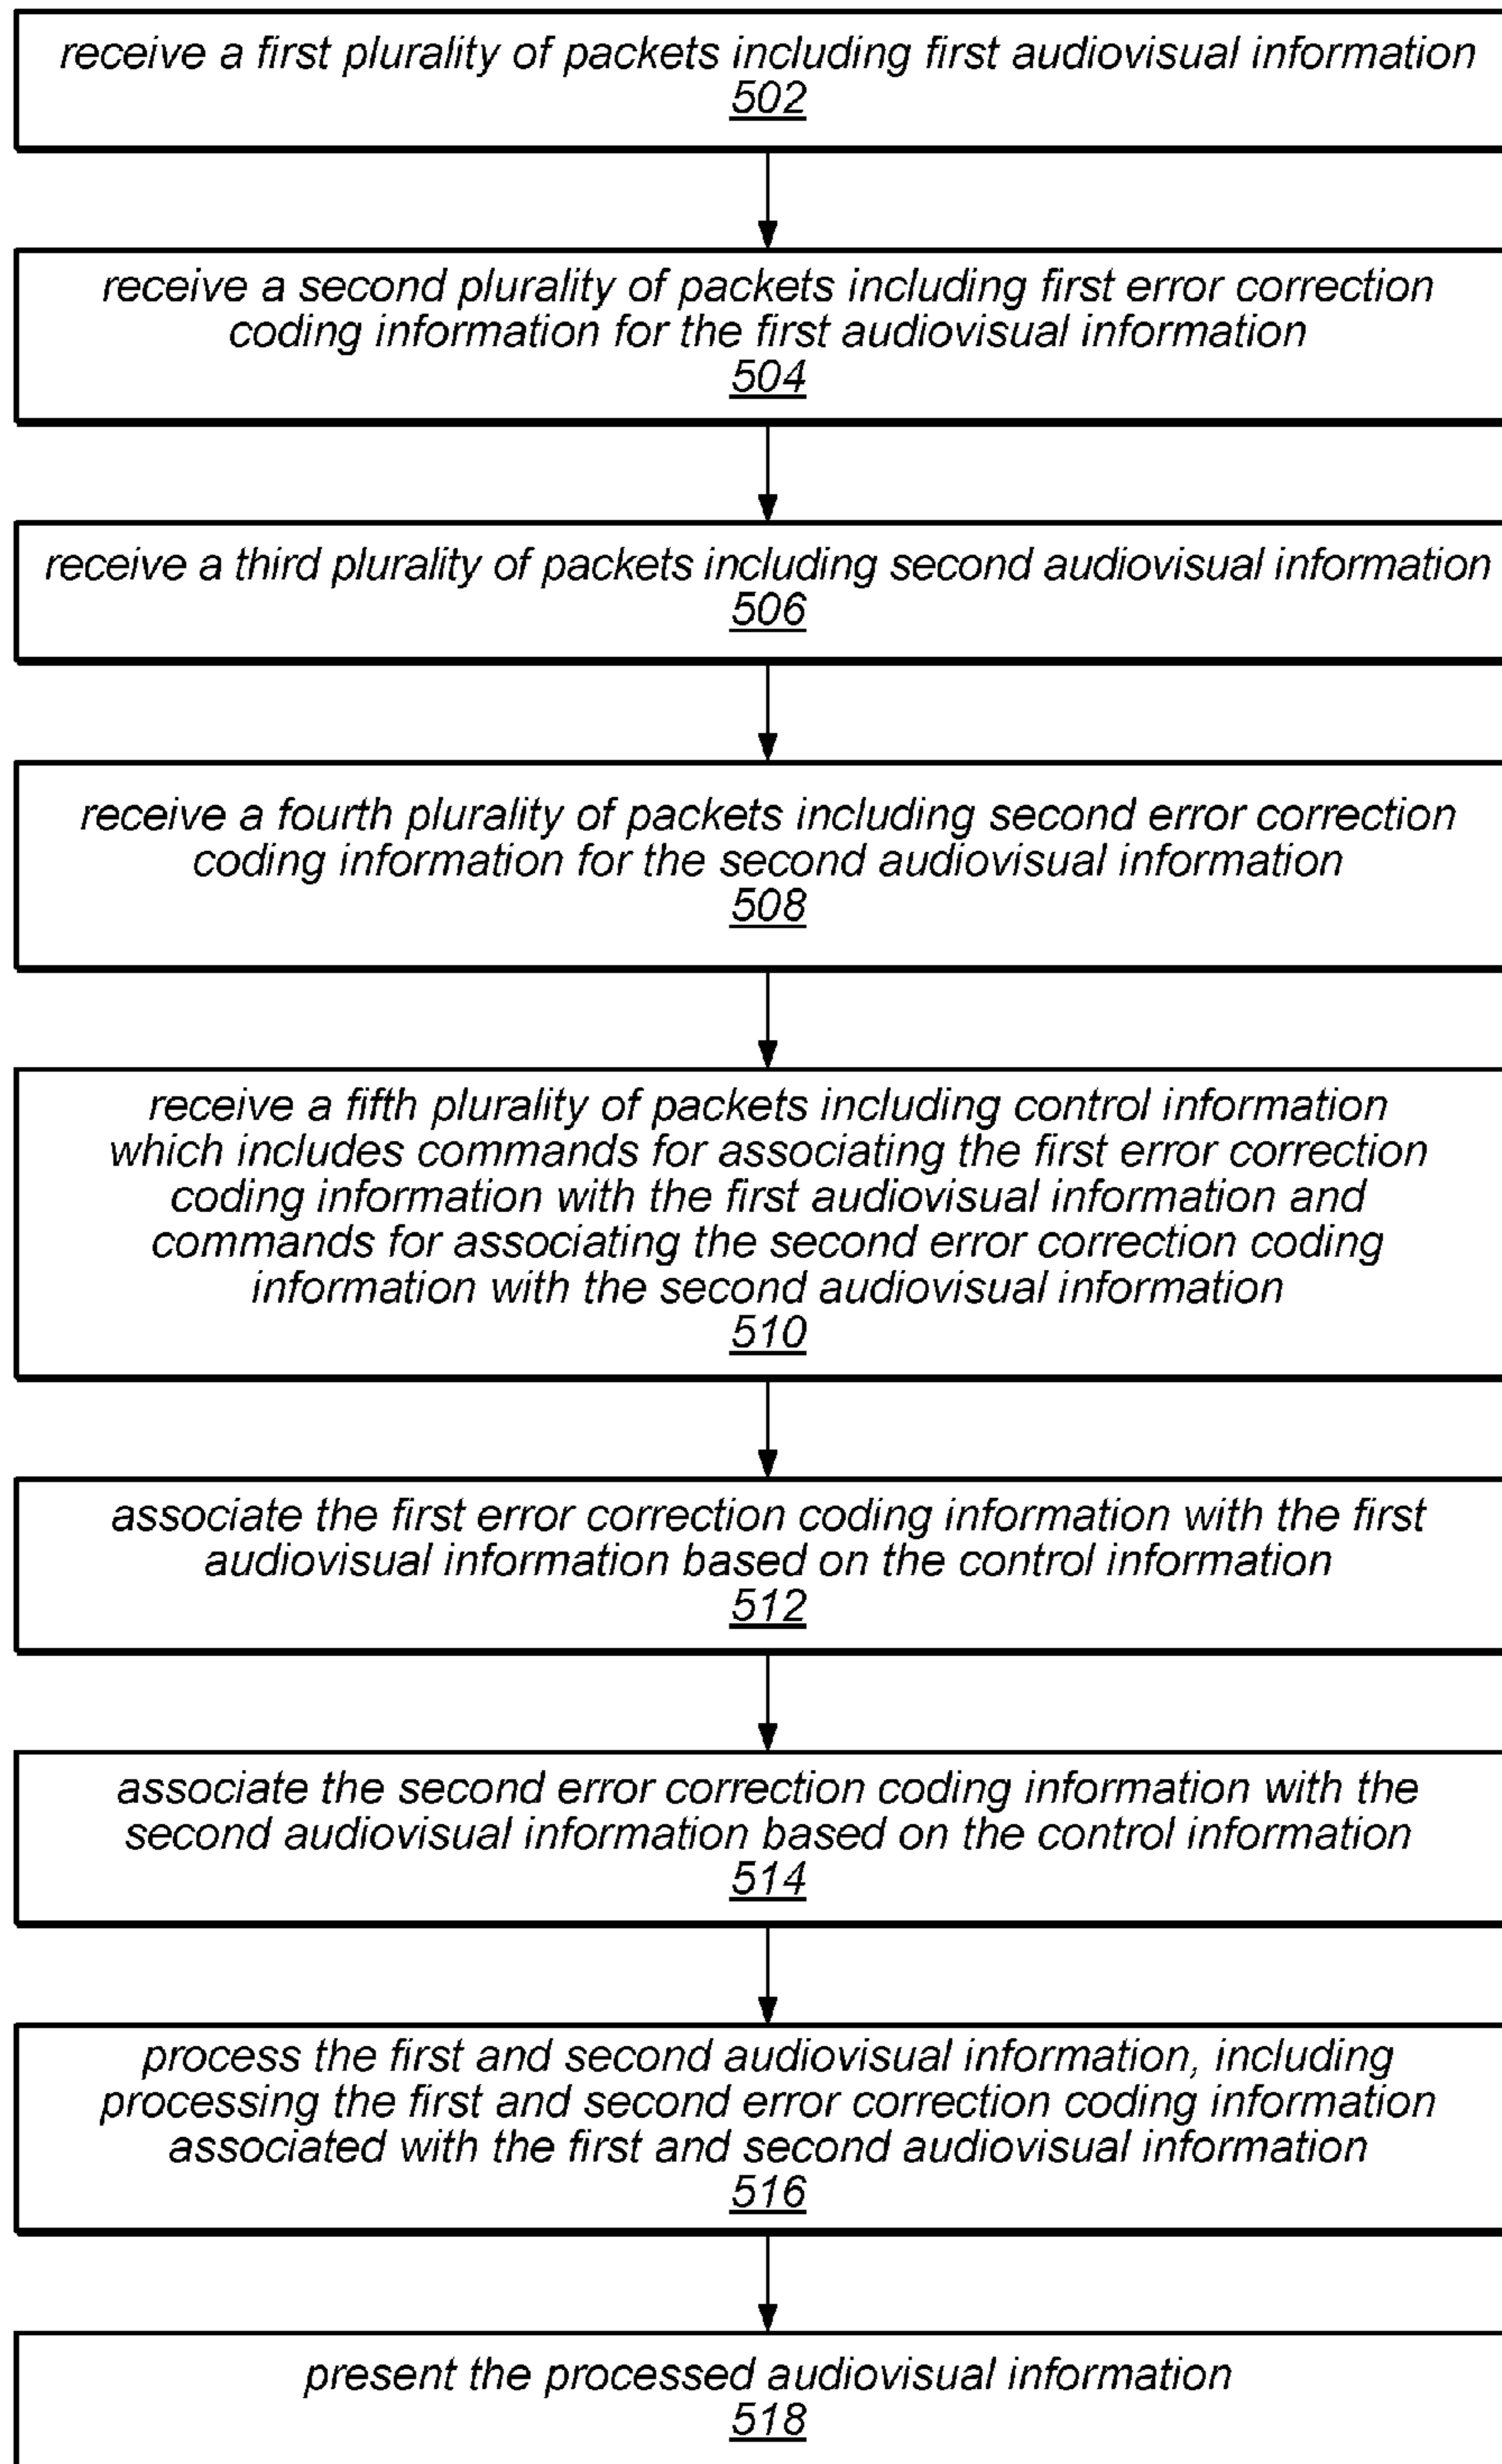 receive a first plurality of packets including first audiovisual information
502
receive a second plurality of packets including first error correction
coding information for the first audiovisual information
504
receive a third plurality of packets including second audiovisual information
506
receive a fourth plurality of packets including second error correction
coding information for the second audiovisual information
508
receive a fifth plurality of packets including control information
which includes commands for associating the first error correction
coding information with the first audiovisual information and
commands for associating the second error correction coding
information with the second audiovisual information
510
associate the first error correction coding information with the first
audiovisual information based on the control information
512
associate the second error correction coding information with the
second audiovisual information based on the control information
514
process the first and second audiovisual information, including
processing the first and second error correction coding information
associated with the first and second audiovisual information
516
present the processed audiovisual information
518